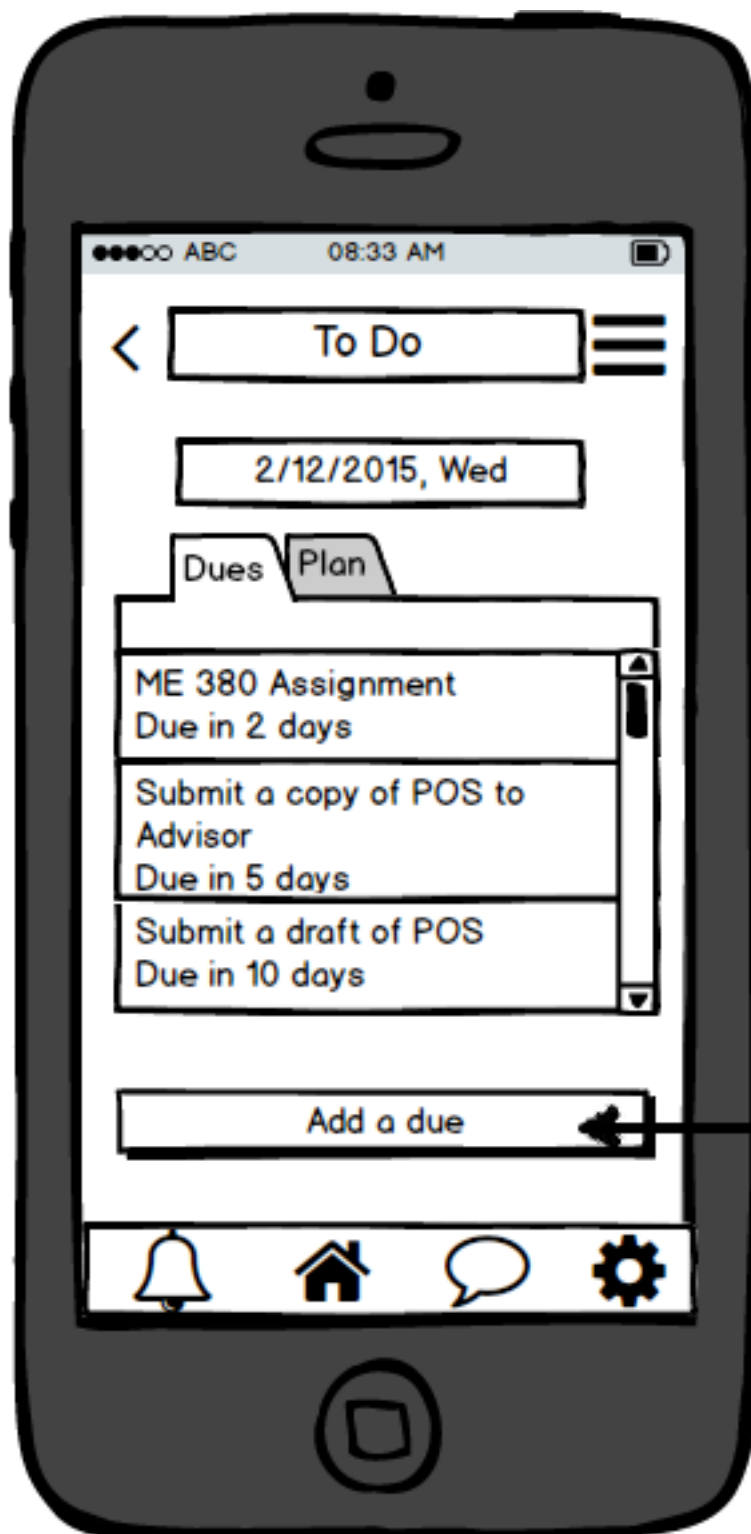 ABC 08:33 AM
To Do
2/12/2015, Wed
Dues Plan
ME 380 Assignment
Due in 2 days
Submit a copy of POS to
Advisor
Due in 5 days
Submit a draft of POS
Due in 10 days
Add a due